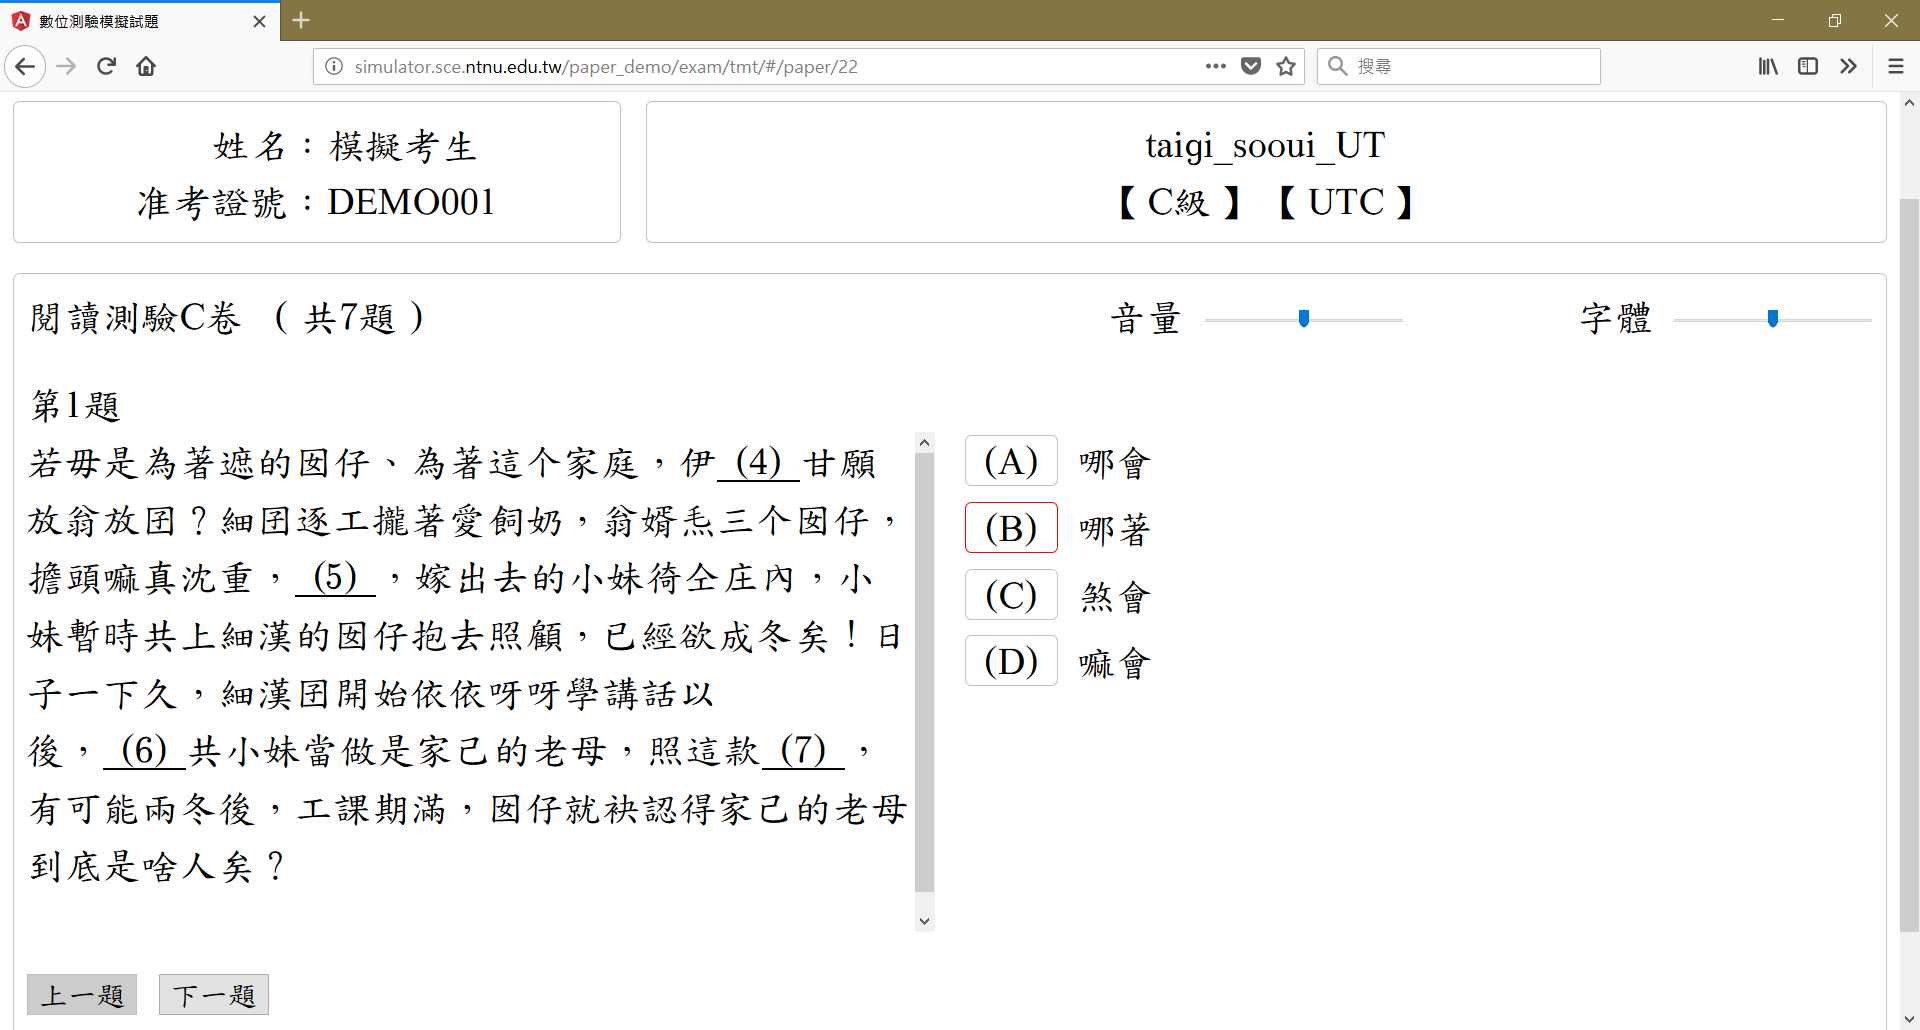 數位測驗模擬試題
simulator.sce.ntnu.edu.tw/paper_demo/exam/tmt/#/paper/22
搜尋
姓名：模擬考生
准考證號：DEMO001
taigi_sooui_UT
【 C級 】 【 UTC 】
閱讀測驗C卷 （ 共7題 ）
音量
字體
第1題
若毋是為著遮的囡仔、為著這个家庭，伊 (4) 甘願
放翁放囝？細囝逐工攏著愛飼奶，翁婿𤆬三个囡仔，
擔頭嘛真沈重， (5) ，嫁出去的小妹徛仝庄內，小
妹暫時共上細漢的囡仔抱去照顧，已經欲成冬矣！日
子一下久，細漢囝開始依依呀呀學講話以
後， (6) 共小妹當做是家己的老母，照這款 (7) ，
有可能兩冬後，工課期滿，囡仔就袂認得家己的老母
到底是啥人矣？
(A) 哪會
(B) 哪著
(C) 煞會
(D) 嘛會
上一題
下一題